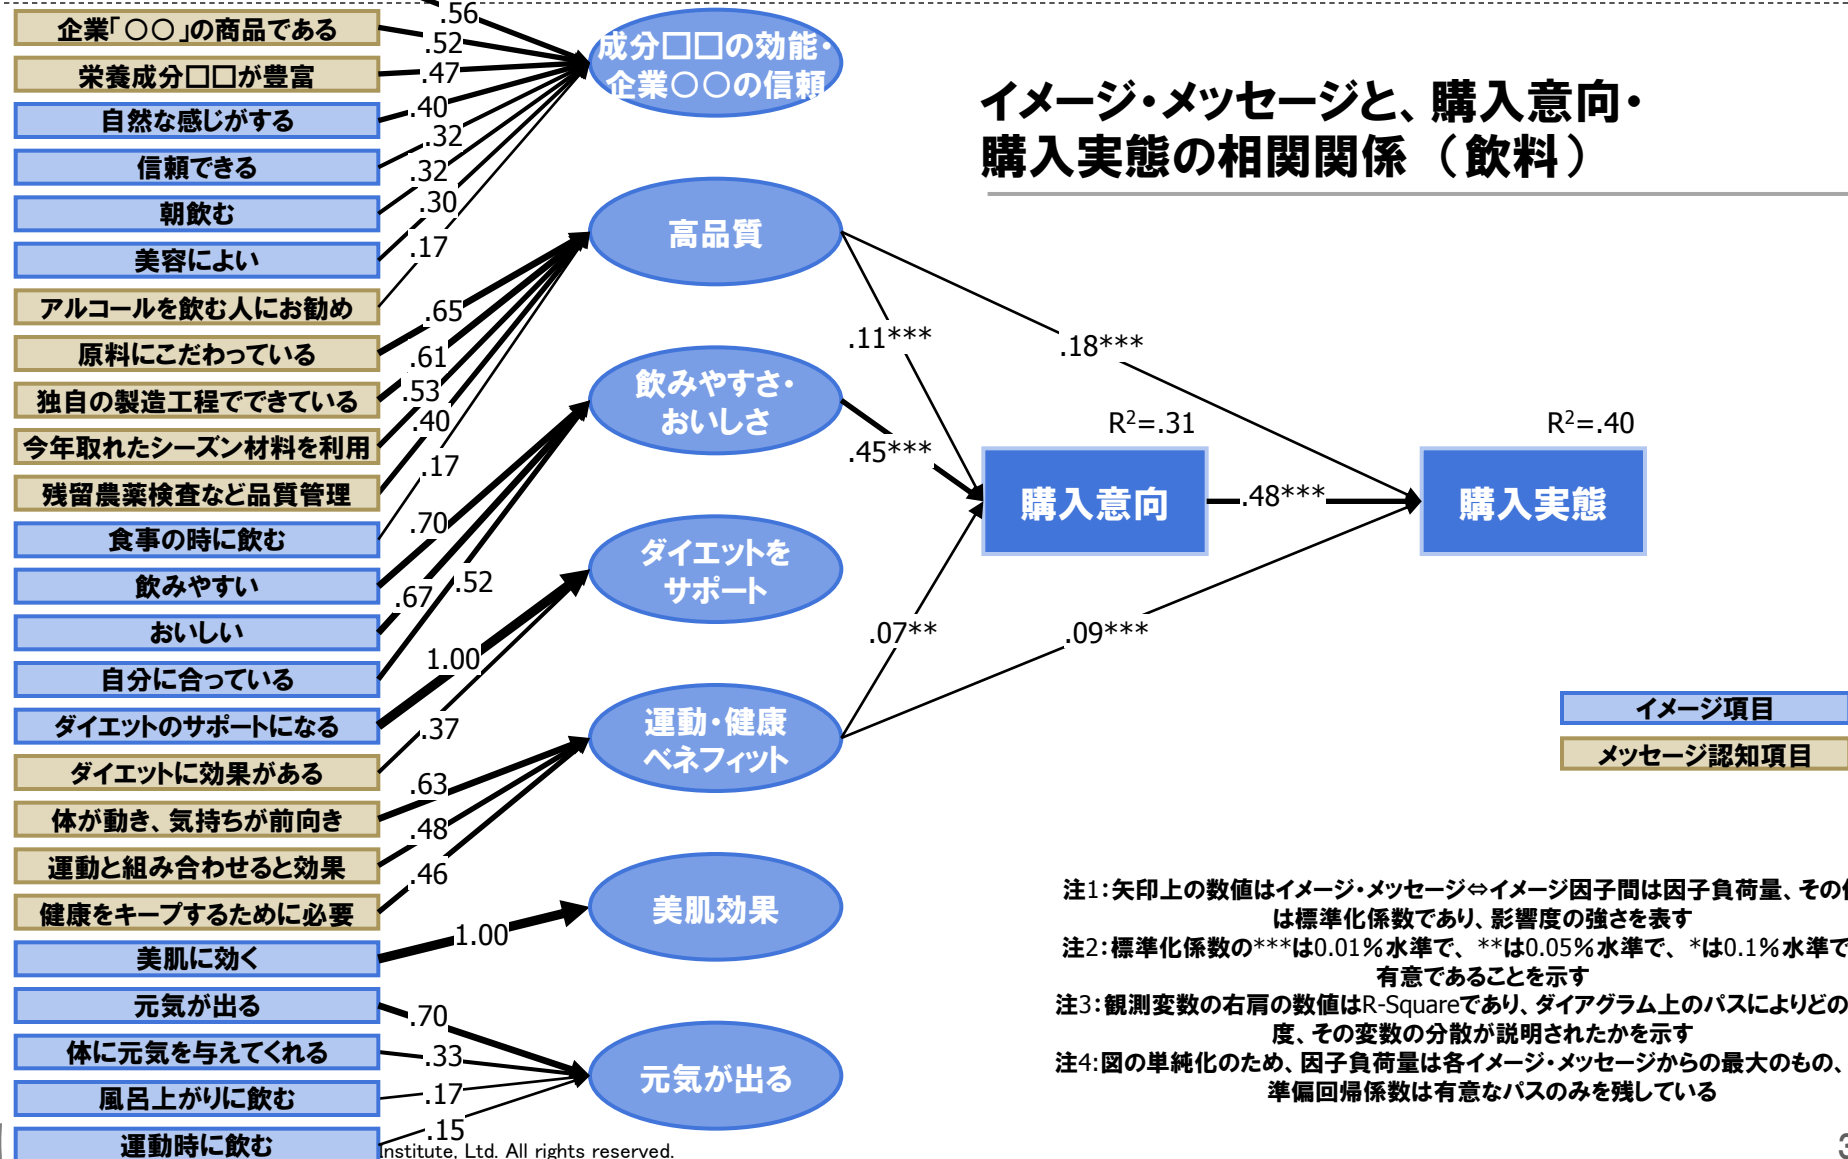 企業「○○」の商品である
栄養成分□□が豊富
自然な感じがする
信頼できる
朝飲む
美容によい
アルコールを飲む人にお勧め
原料にこだわっている
独自の製造工程でできている
今年取れたシーズン材料を利用
残留農薬検査など品質管理
食事の時に飲む
飲みやすい
おいしい
自分に合っている
ダイエットのサポートになる
ダイエットに効果がある
体が動き、気持ちが前向き
運動と組み合わせると効果
健康をキープするために必要
美肌に効く
元気が出る
体に元気を与えてくれる
風呂上がりに飲む
運動時に飲む
.56
.52
.47
.40
.32
.32
.30
.17
.65
.61
.53
.40
.17
.70
.67
.52
1.00
.37
.63
.48
.46
1.00
.70
.33
.17
.15
成分□□の効能・
企業○○の信頼
高品質
飲みやすさ・
おいしさ
ダイエットを
サポート
運動・健康
ベネフィット
美肌効果
元気が出る
イメージ・メッセージと、購入意向・
購入実態の相関関係（飲料）
.11***
.18***
.45***
.07**
.09***
R²=.31
購入意向
.48***
R²=.40
購入実態
イメージ項目
メッセージ認知項目
注1：矢印上の数値はイメージ・メッセージ⇔イメージ因子間は因子負荷量、その
は標準化係数であり、影響度の強さを表す
注2：標準化係数の***は0.01％水準で、**は0.05％水準で、*は0.1％水準で
有意であることを示す
注3：観測変数の右肩の数値はR-Squareであり、ダイアグラム上のパスによりどの
度、その変数の分散が説明されたかを示す
注4：図の単純化のため、因子負荷量は各イメージ・メッセージからの最大のもの、
準偏回帰係数は有意なパスのみを残している
Institute, Ltd. All rights reserved.